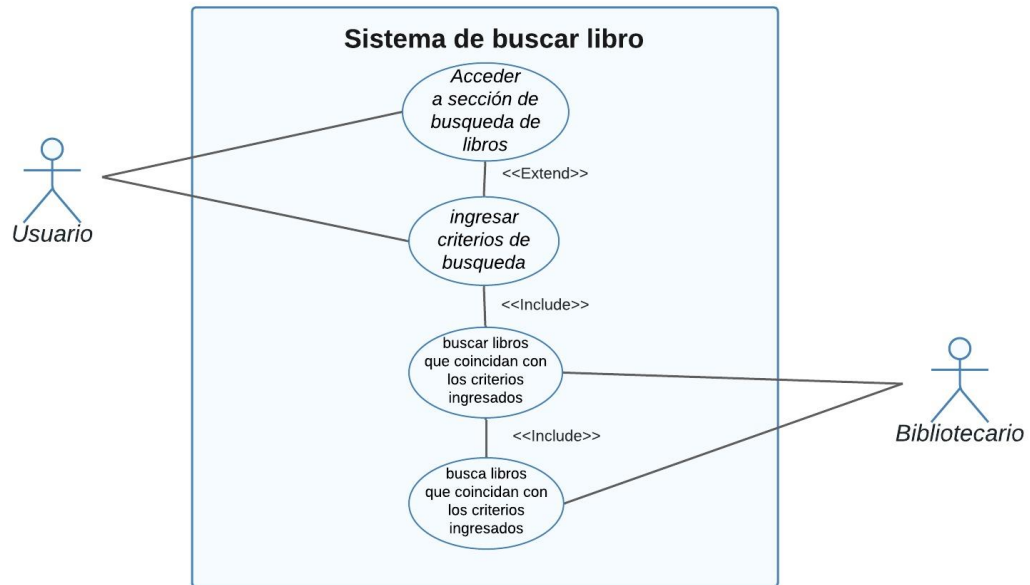 Sistema de buscar libro
Acceder
a sección de
busqueda de
libros
<<Extend>>
Usuario
ingresar
criterios de
busqueda
<<Include>>
buscar libros
que coincidan con
los criterios
ingresados
Bibliotecario
<<Include>>
busca libros
que coincidan con
los criterios
ingresados